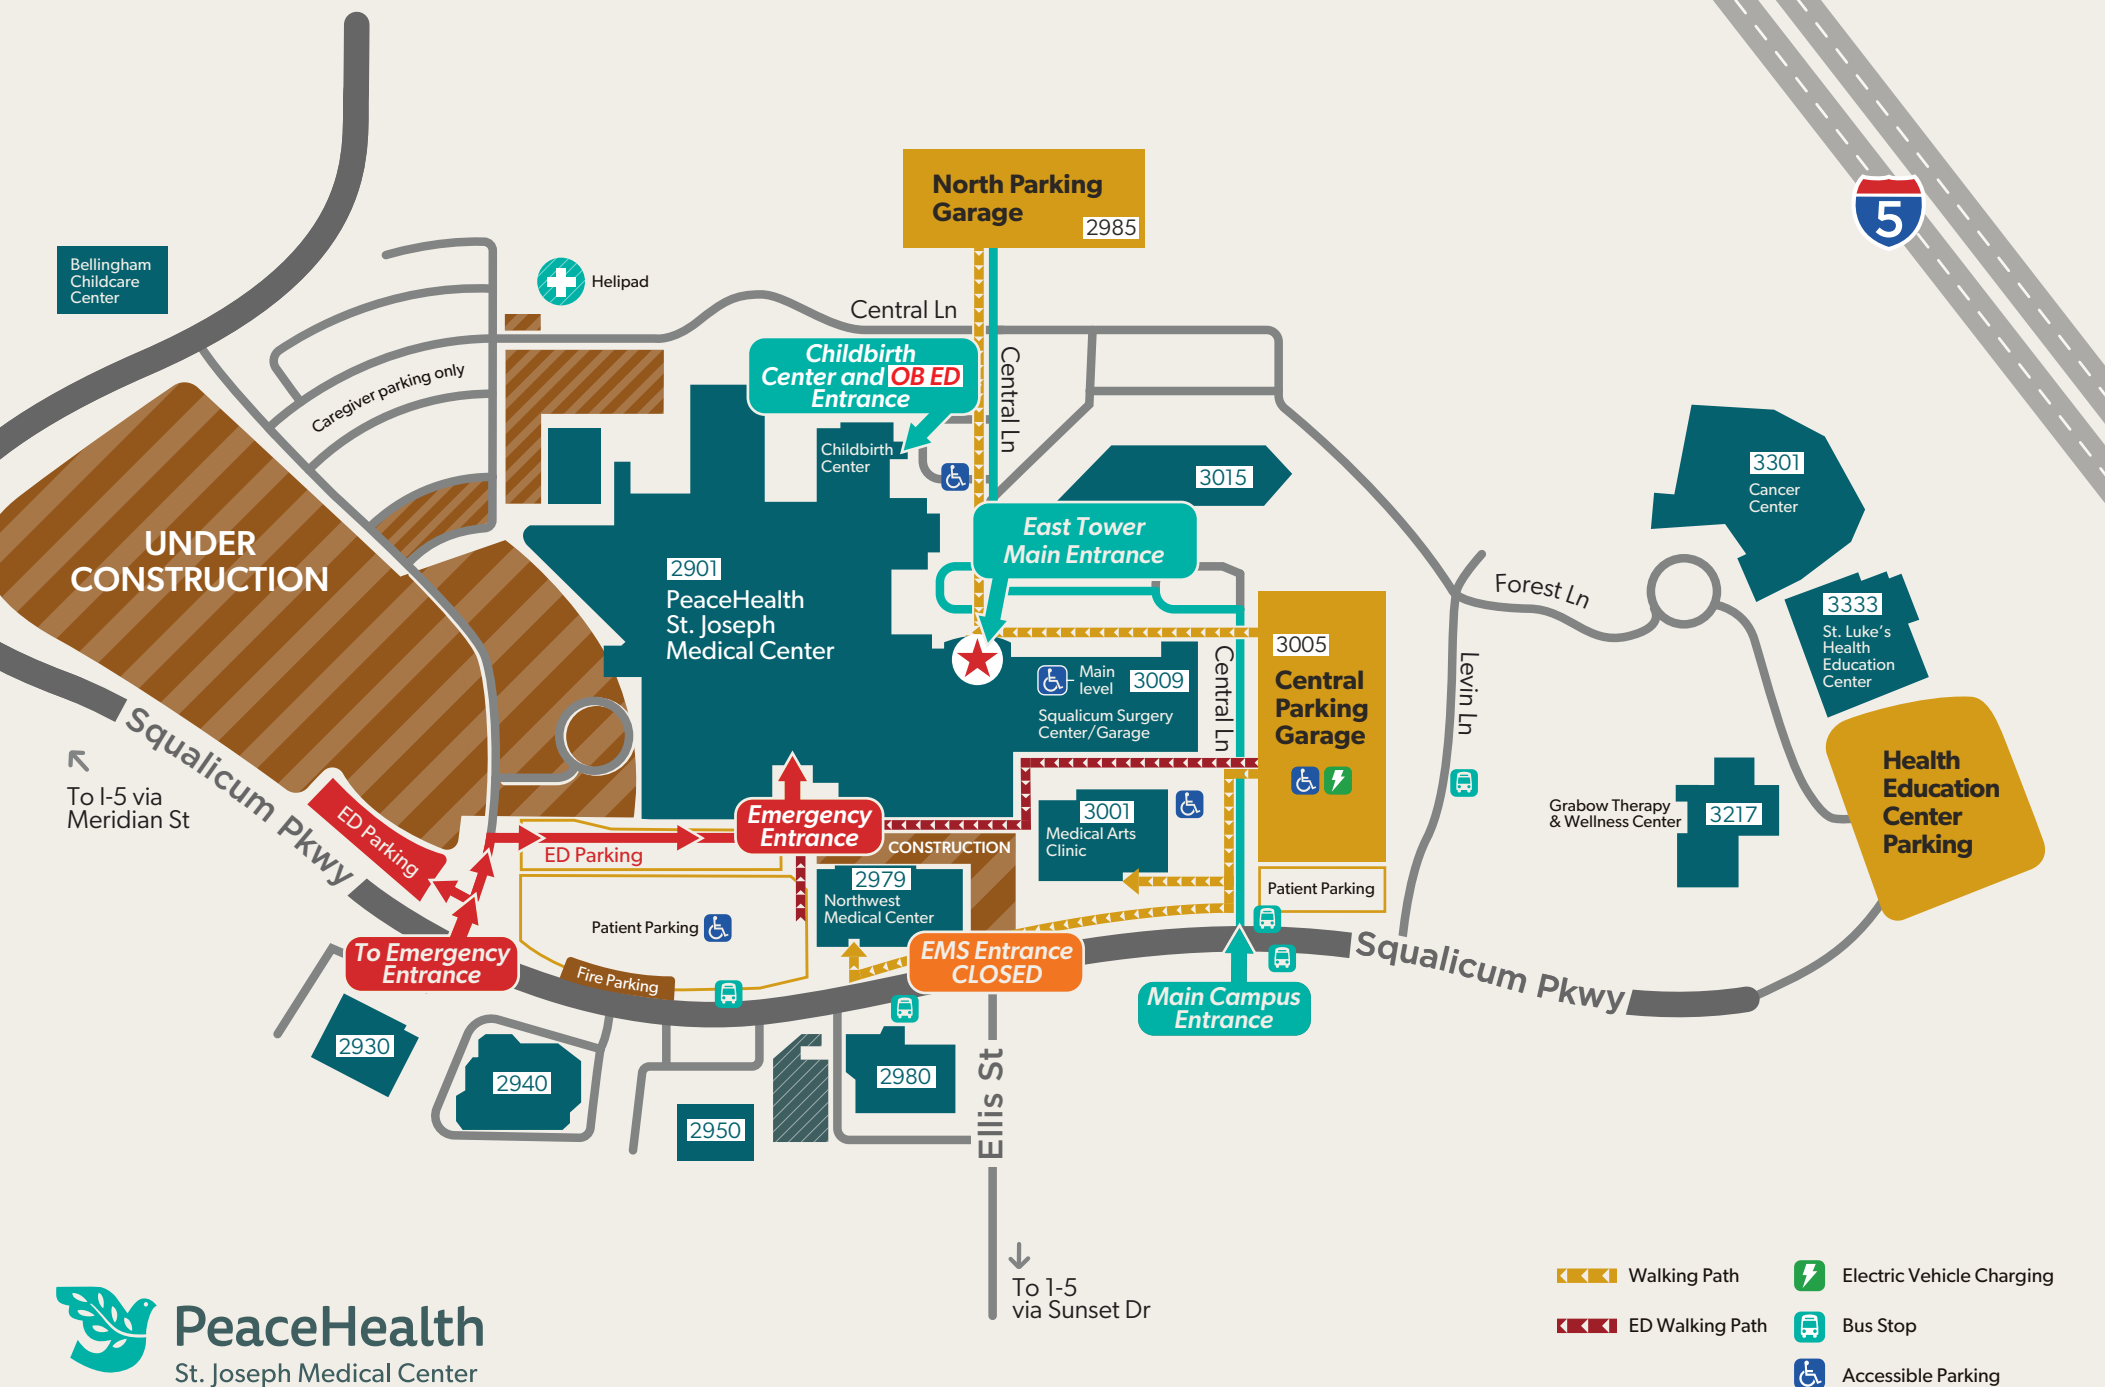 North Parking
Garage
2985
5
Bellingham
Childcare
Center
Helipad
Central Ln
Childbirth
Center and OB ED
Entrance
Central Ln
Caregiver parking only
Childbirth
Center
3015
3301
Cancer
Center
UNDER
CONSTRUCTION
East Tower
Main Entrance
2901
PeaceHealth
St. Joseph
Medical Center
Forest Ln
3333
St. Luke's
Health
Education
Center
3005
Central
Parking
Garage
Main
level
3009
Squalicum Surgery
Center/Garage
Central Ln
Levin Ln
Squalicum Pkwy
To I-5 via
Meridian St
Health
Education
Center
Parking
Grabow Therapy
& Wellness Center
3217
ED Parking
Emergency
Entrance
ED Parking
CONSTRUCTION
3001
Medical Arts
Clinic
2979
Northwest
Medical Center
Patient Parking
Patient Parking
To Emergency
Entrance
Fire Parking
EMS Entrance
CLOSED
Squalicum Pkwy
Main Campus
Entrance
2930
2940
2950
2980
Ellis St
To 1-5
via Sunset Dr
Walking Path
Electric Vehicle Charging
ED Walking Path
Bus Stop
Accessible Parking
PeaceHealth
St. Joseph Medical Center